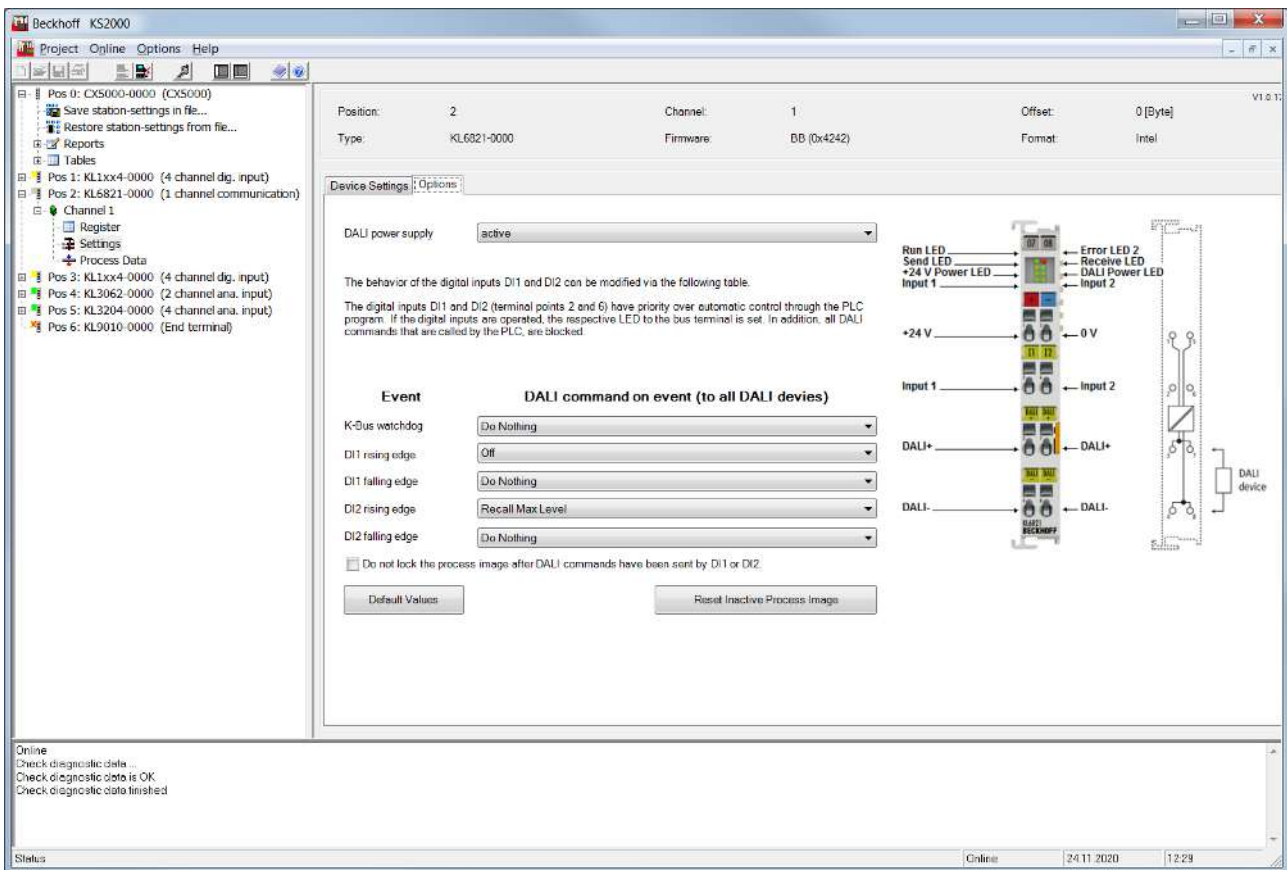 Beckhoff KS2000
Project Online Options Help
Pos 0: CX5000-0000 (CX5000)
Save station-settings in file...
Restore station-settings from file...
Reports
Tables
Pos 1: KL1xx4-0000 (4 channel dig. input)
Pos 2: KL6821-0000 (1 channel communication)
Channel 1
Register
Settings
Process Data
Pos 3: KL1xx4-0000 (4 channel dig. input)
Pos 4: KL3062-0000 (2 channel ana. input)
Pos 5: KL3204-0000 (4 channel ana. input)
Pos 6: KL9010-0000 (End terminal)
Position: 2 Channel: 1 Offset: 0 [Byte]
Type: KL6821-0000 Firmware: BB (0x4242) Format: Intel
Device Settings Options
DALI power supply active
The behavior of the digital inputs DI1 and DI2 can be modified via the following table.
The digital inputs DI1 and DI2 (terminal points 2 and 6) have priority over automatic control through the PLC
program. If the digital inputs are operated, the respective LED to the bus terminal is set. In addition, all DALI
commands that are called by the PLC, are blocked.
Event DALI command on event (to all DALI devies)
K-Bus watchdog Do Nothing
DI1 rising edge Off
DI1 falling edge Do Nothing
DI2 rising edge Recall Max Level
DI2 falling edge Do Nothing
Do not lock the process image after DALI commands have been sent by DI1 or DI2.
Default Values Reset Inactive Process Image
07 08
Run LED Error LED 2
Send LED Receive LED
+24 V Power LED DALI Power LED
Input 1 Input 2
+24 V 0 V
I1 I2
Input 1 Input 2
DALI+ DALI+
DALI- DALI-
KL6821
BECKHOFF
DALI
device
Online
Check diagnostic data ...
Check diagnostic data is OK
Check diagnostic data finished
Status Online 24.11.2020 12:29